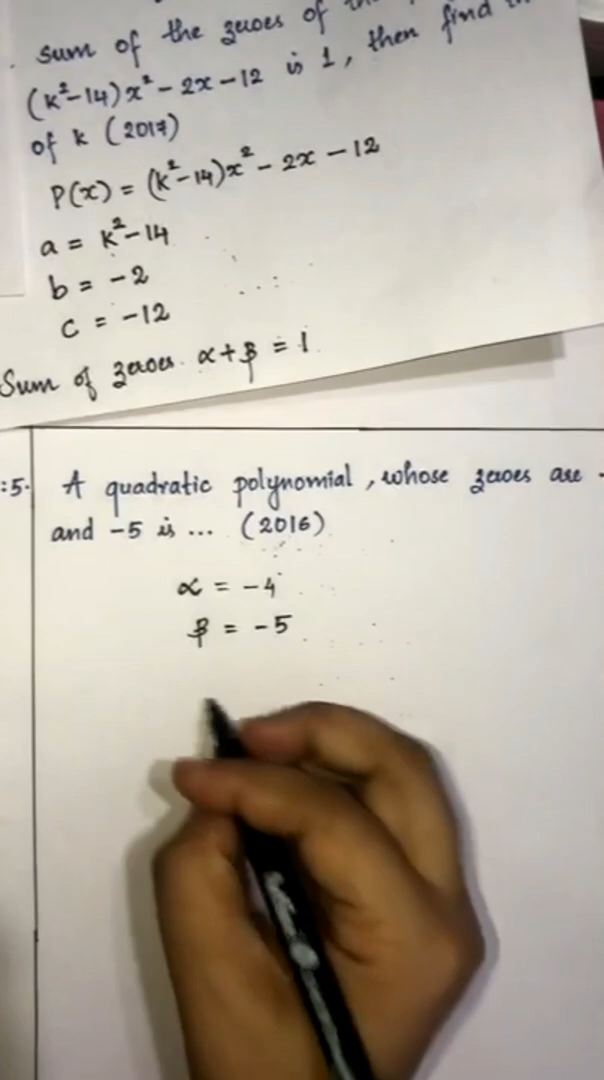 sum of the zeroes of
(k²-14)x² - 2x - 12 is 1, then find
of k (2017)
P(x) = (k²-14)x² - 2x - 12
a = k²-14
b = -2
c = -12
Sum of zeroes. α+β = 1
:5. A quadratic polynomial, whose zeroes are -
and -5 is ... (2016)
α = -4
β = -5